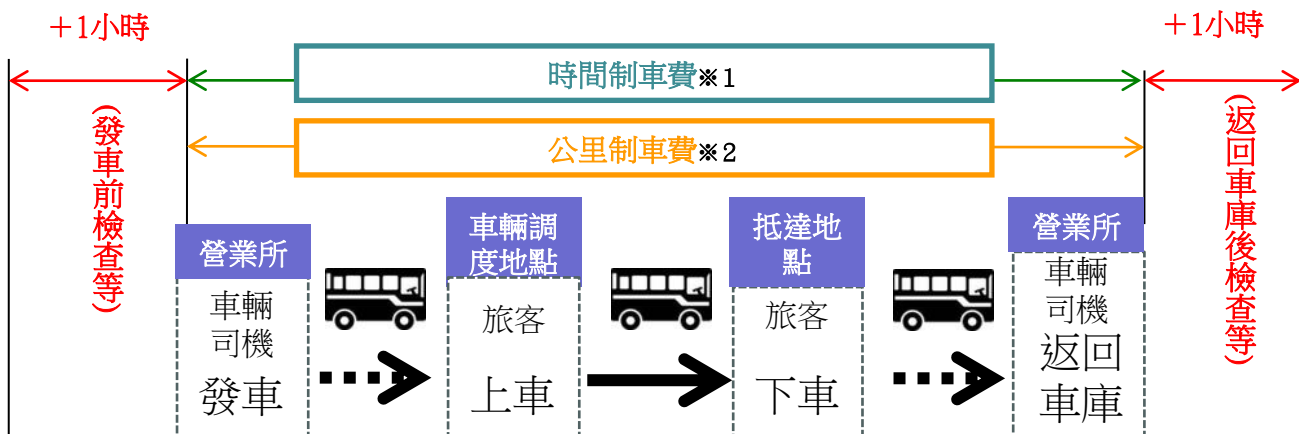 +1小時
+1小時
時間制車費※1
公里制車費※2
(發車前檢查等)
(返回車庫後檢查等)
營業所
車輛
司機
發車
車輛調
度地點
旅客
上車
抵達地
點
旅客
下車
營業所
車輛
司機
返回
車庫